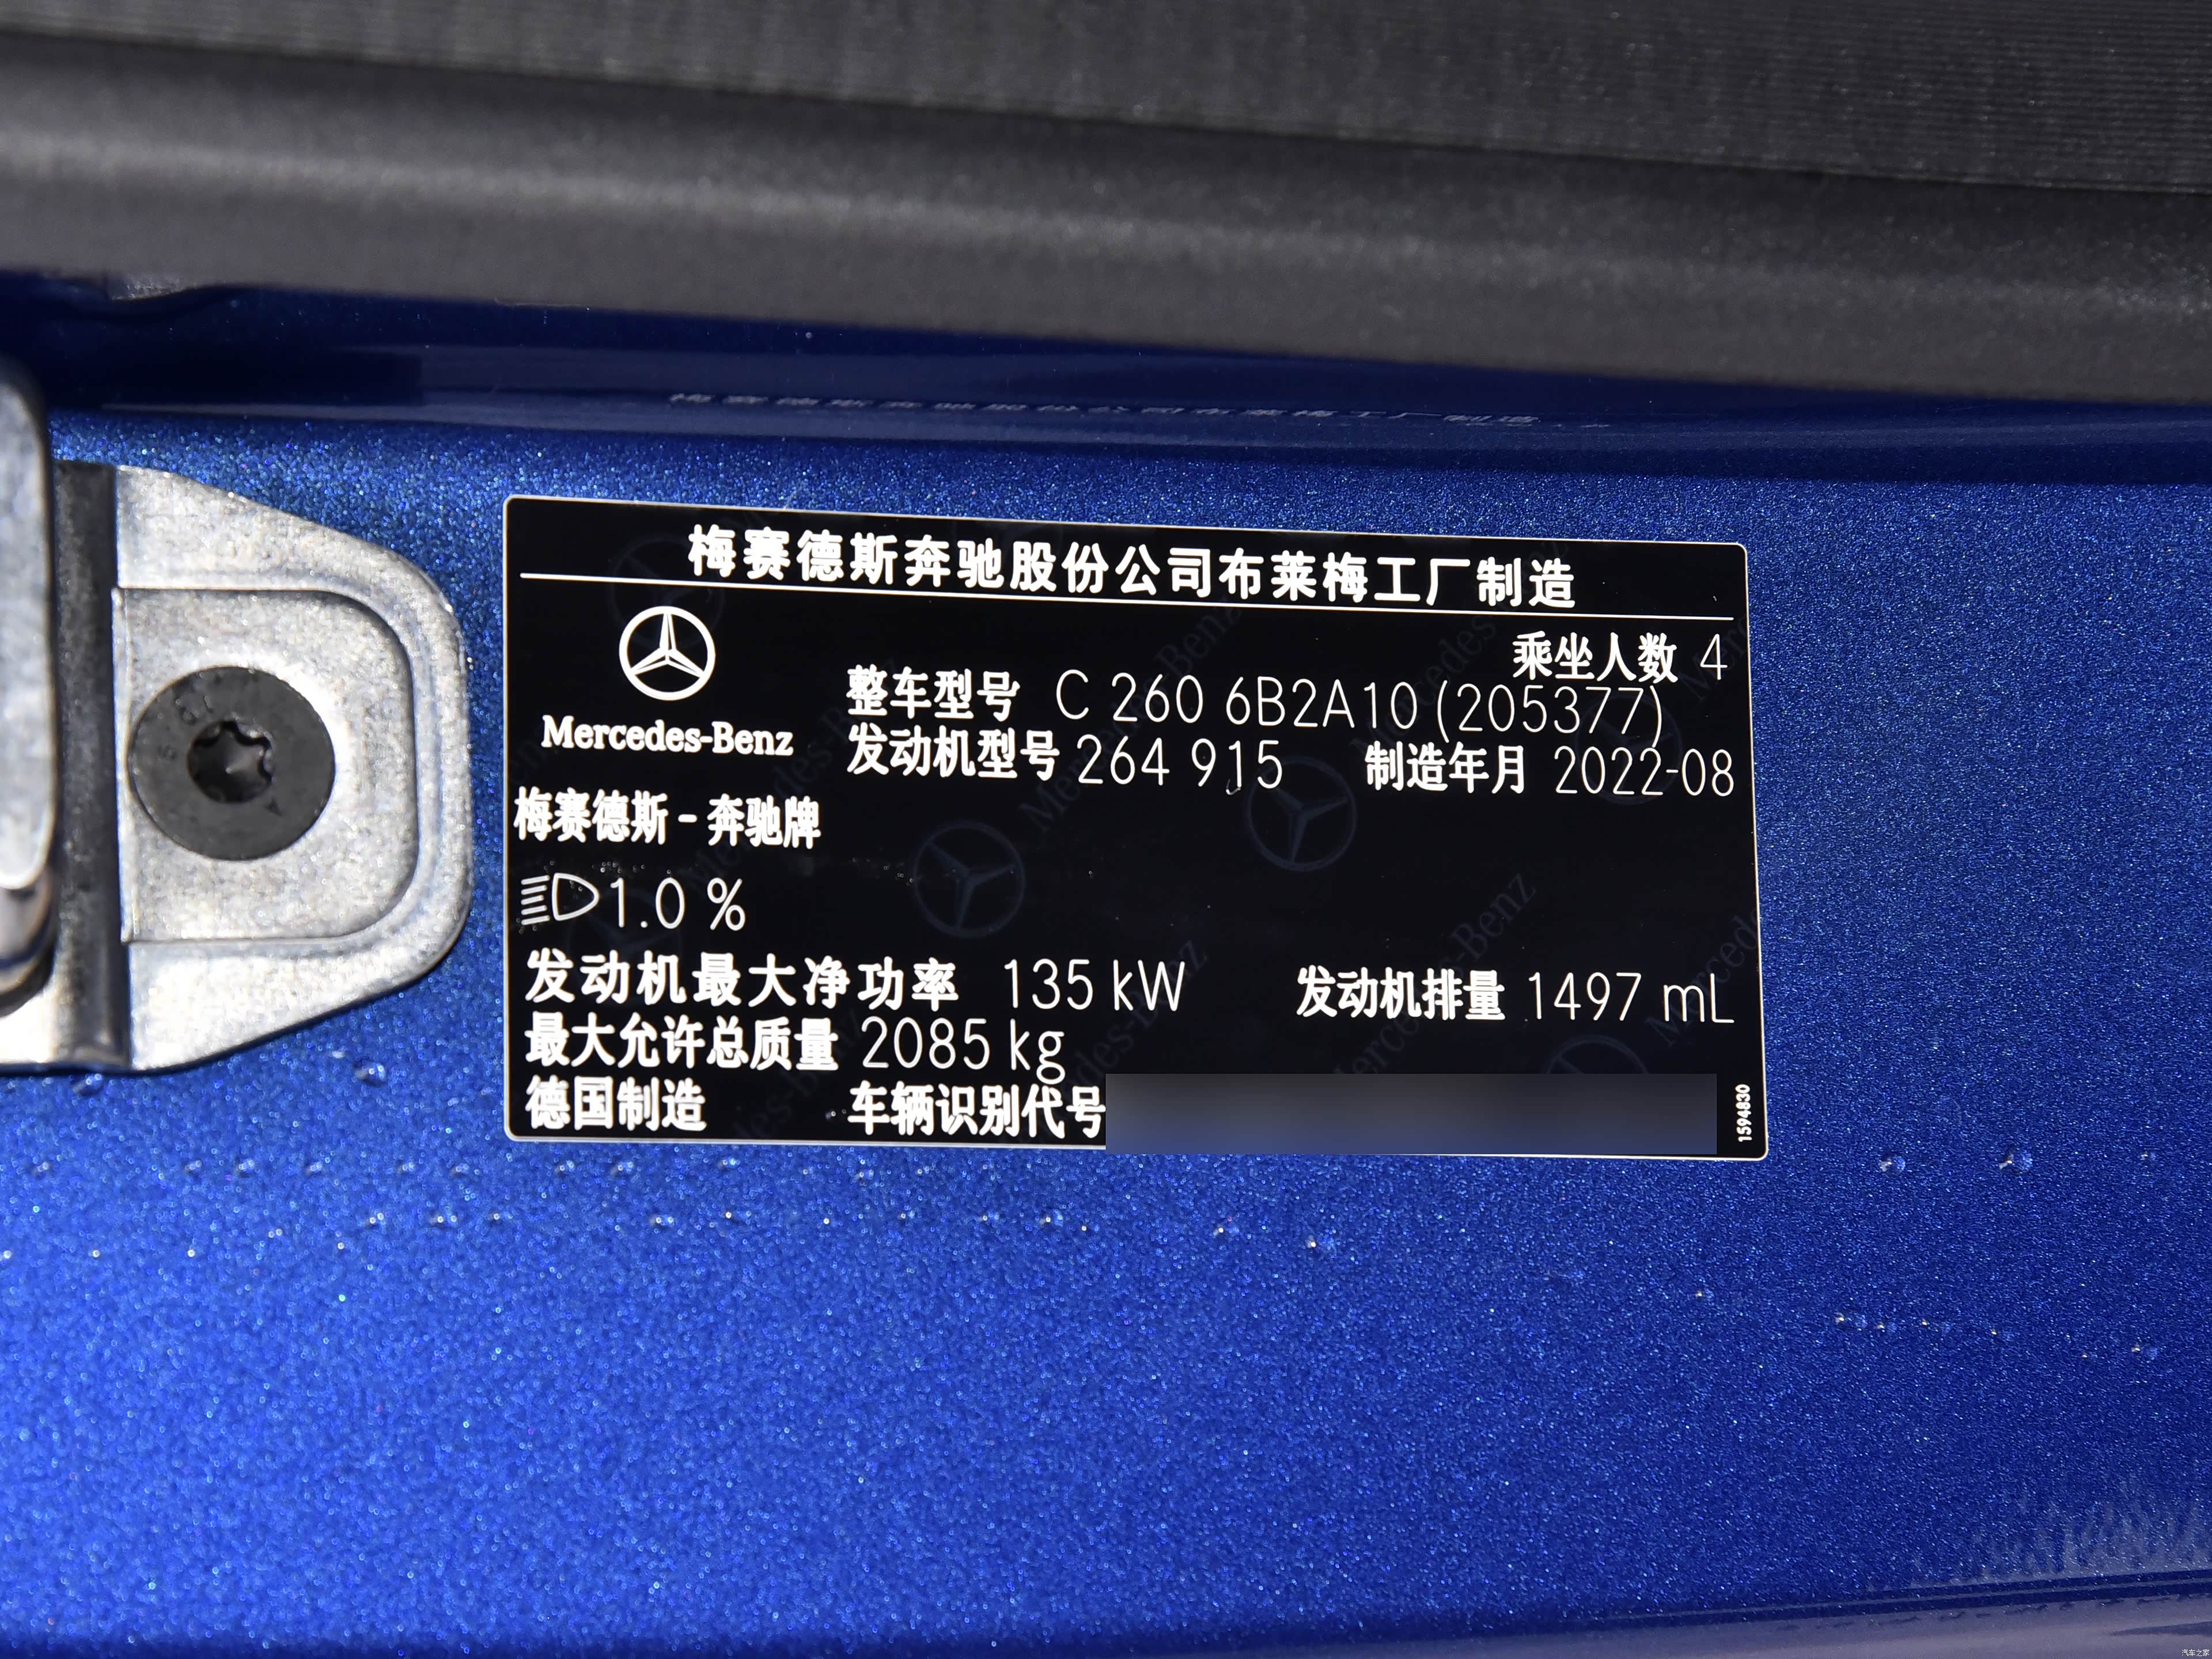 梅赛德斯奔驰股份公司布莱梅工厂制造
乘坐人数 4
Mercedes-Benz
整车型号 C 260 6B2A10 (205377)
发动机型号 264 915 制造年月 2022-08
梅赛德斯-奔驰牌
1.0 %
发动机最大净功率 135 kW 发动机排量 1497 mL
最大允许总质量 2085 kg
德国制造 车辆识别代号
1594830
汽车之家